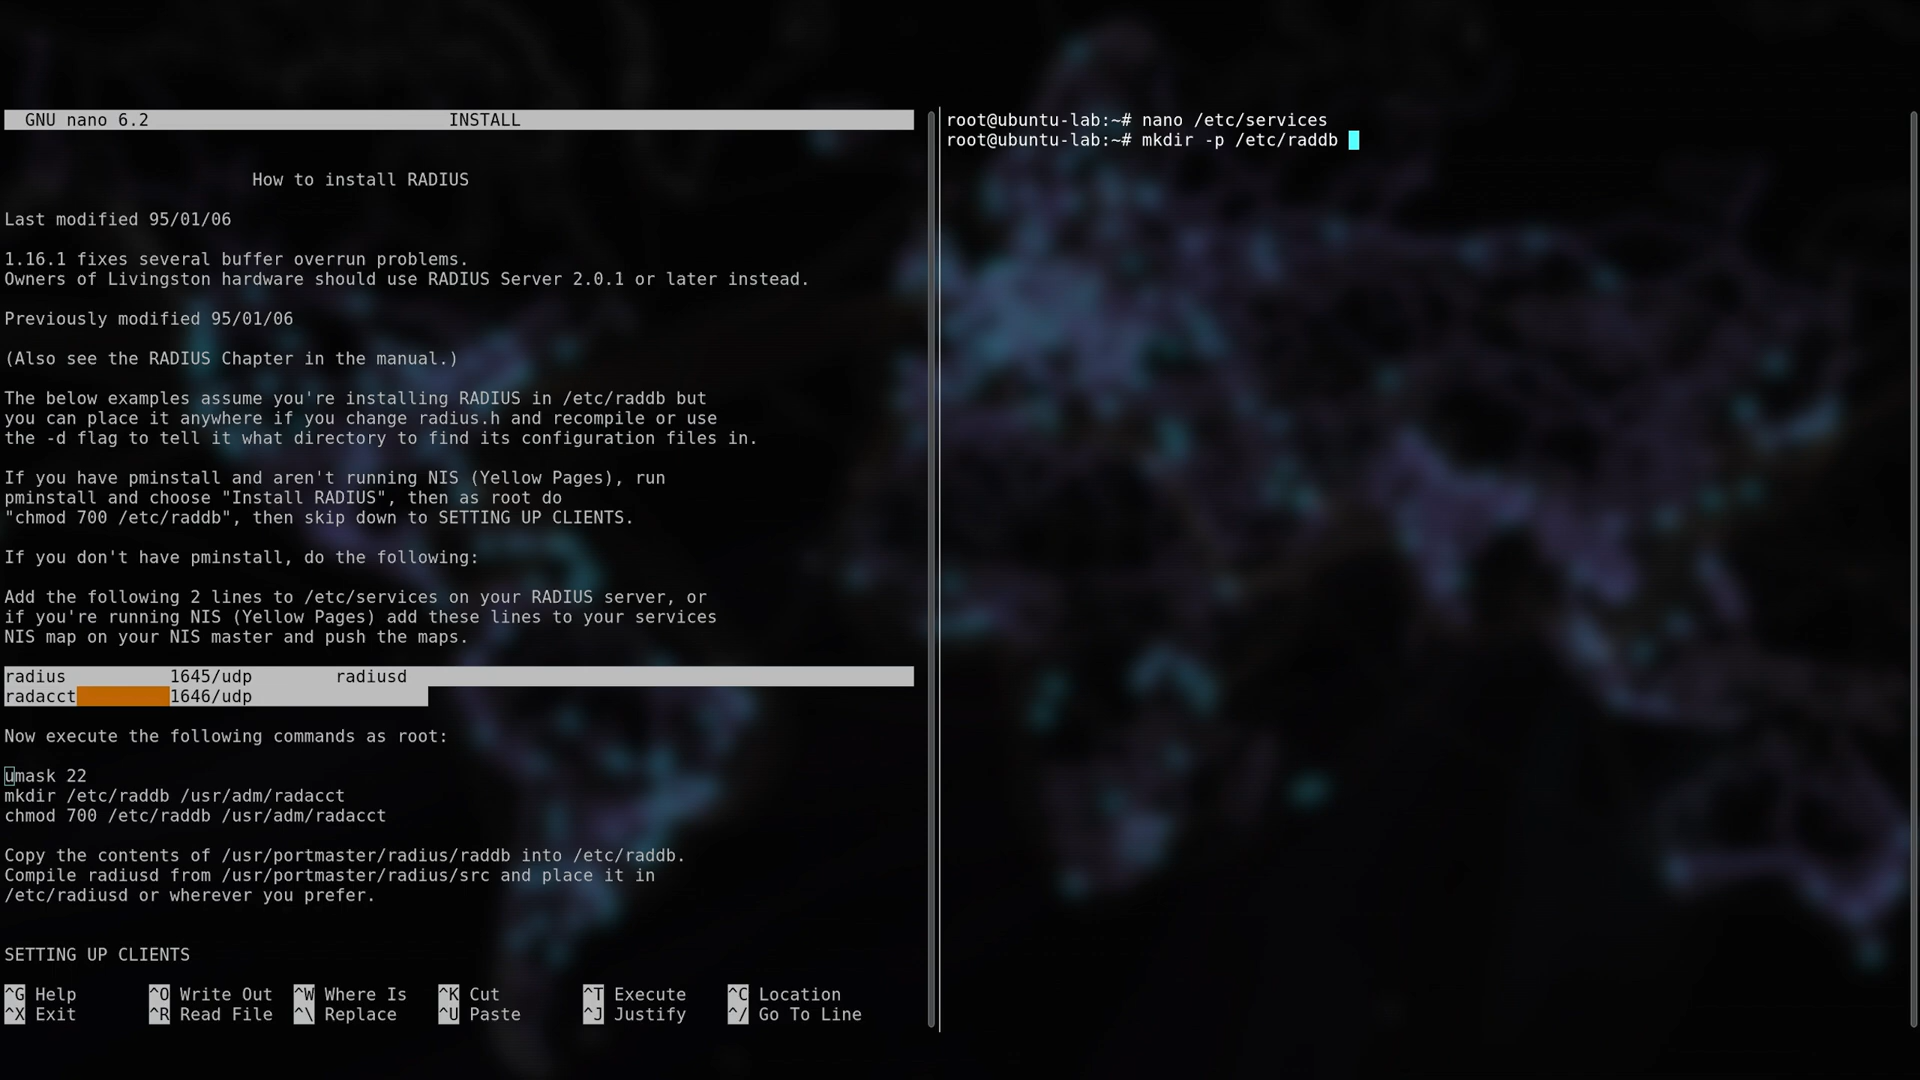 GNU nano 6.2 INSTALL
How to install RADIUS
Last modified 95/01/06
1.16.1 fixes several buffer overrun problems.
Owners of Livingston hardware should use RADIUS Server 2.0.1 or later instead.
Previously modified 95/01/06
(Also see the RADIUS Chapter in the manual.)
The below examples assume you're installing RADIUS in /etc/raddb but
you can place it anywhere if you change radius.h and recompile or use
the -d flag to tell it what directory to find its configuration files in.
If you have pminstall and aren't running NIS (Yellow Pages), run
pminstall and choose "Install RADIUS", then as root do
"chmod 700 /etc/raddb", then skip down to SETTING UP CLIENTS.
If you don't have pminstall, do the following:
Add the following 2 lines to /etc/services on your RADIUS server, or
if you're running NIS (Yellow Pages) add these lines to your services
NIS map on your NIS master and push the maps.
radius 1645/udp radiusd
radacct 1646/udp
Now execute the following commands as root:
umask 22
mkdir /etc/raddb /usr/adm/radacct
chmod 700 /etc/raddb /usr/adm/radacct
Copy the contents of /usr/portmaster/radius/raddb into /etc/raddb.
Compile radiusd from /usr/portmaster/radius/src and place it in
/etc/radiusd or wherever you prefer.
SETTING UP CLIENTS
^G Help ^O Write Out ^W Where Is ^K Cut ^T Execute ^C Location
^X Exit ^R Read File ^\ Replace ^U Paste ^J Justify ^/ Go To Line
root@ubuntu-lab:~# nano /etc/services
root@ubuntu-lab:~# mkdir -p /etc/raddb